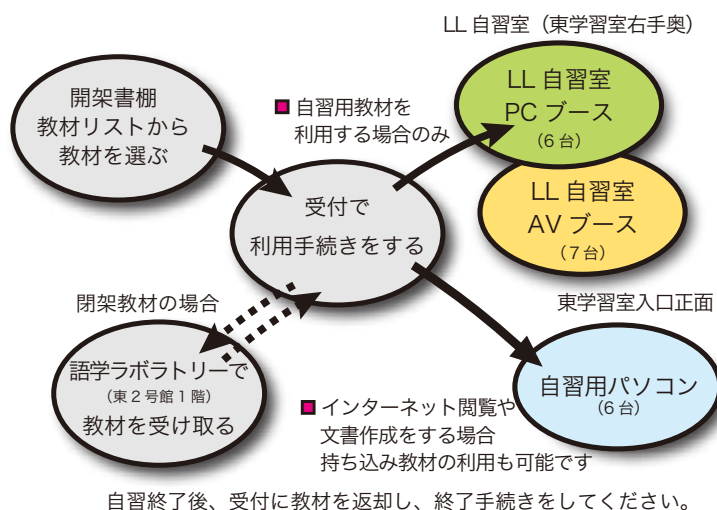 LL 自習室（東学習室右手奥）
開架書棚
教材リストから
教材を選ぶ
■ 自習用教材を
利用する場合のみ
LL 自習室
PC ブース
（6 台）
LL 自習室
AV ブース
（7 台）
受付で
利用手続きをする
閉架教材の場合
語学ラボラトリーで
（東 2 号館 1 階）
教材を受け取る
東学習室入口正面
自習用パソコン
（6 台）
■ インターネット閲覧や
文書作成をする場合
持ち込み教材の利用も可能です
自習終了後、受付に教材を返却し、終了手続きをしてください。